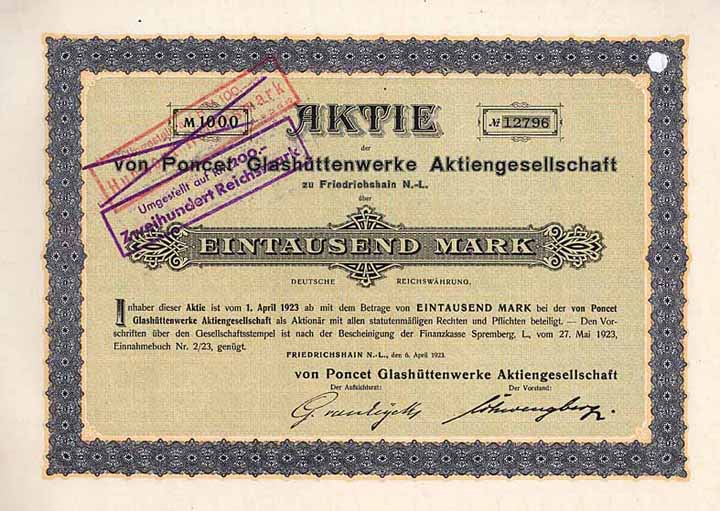 M 1000
AKTIE
№ 12796
der
von Poncet Glashüttenwerke Aktiengesellschaft
zu Friedrichshain N.-L.
über
Umgestellt auf RM 200.-
Zweihundert Reichsmark
EINTAUSEND MARK
DEUTSCHE REICHSWÄHRUNG.
Inhaber dieser Aktie ist vom 1. April 1923 ab mit dem Betrage von EINTAUSEND MARK bei der von Poncet
Glashüttenwerke Aktiengesellschaft als Aktionär mit allen statutenmäßigen Rechten und Pflichten beteiligt. — Den Vor-
schriften über den Gesellschaftsstempel ist nach der Bescheinigung der Finanzkasse Spremberg, L., vom 27. Mai 1923,
Einnahmebuch Nr. 2/23, genügt.
FRIEDRICHSHAIN N.-L., den 6. April 1923.
von Poncet Glashüttenwerke Aktiengesellschaft
Der Aufsichtsrat:
Der Vorstand: